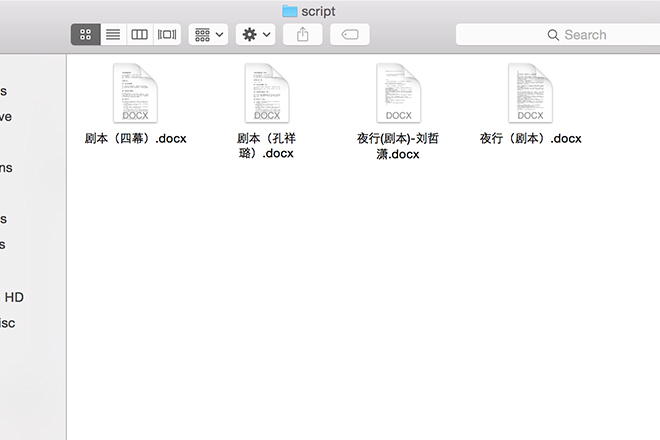 script
Search
s
ve
ns
s
s
HD
isc
DOCX
DOCX
DOCX
DOCX
剧本（四幕）.docx
剧本（孔祥
璐）.docx
夜行(剧本)-刘哲
潇.docx
夜行（剧本）.docx